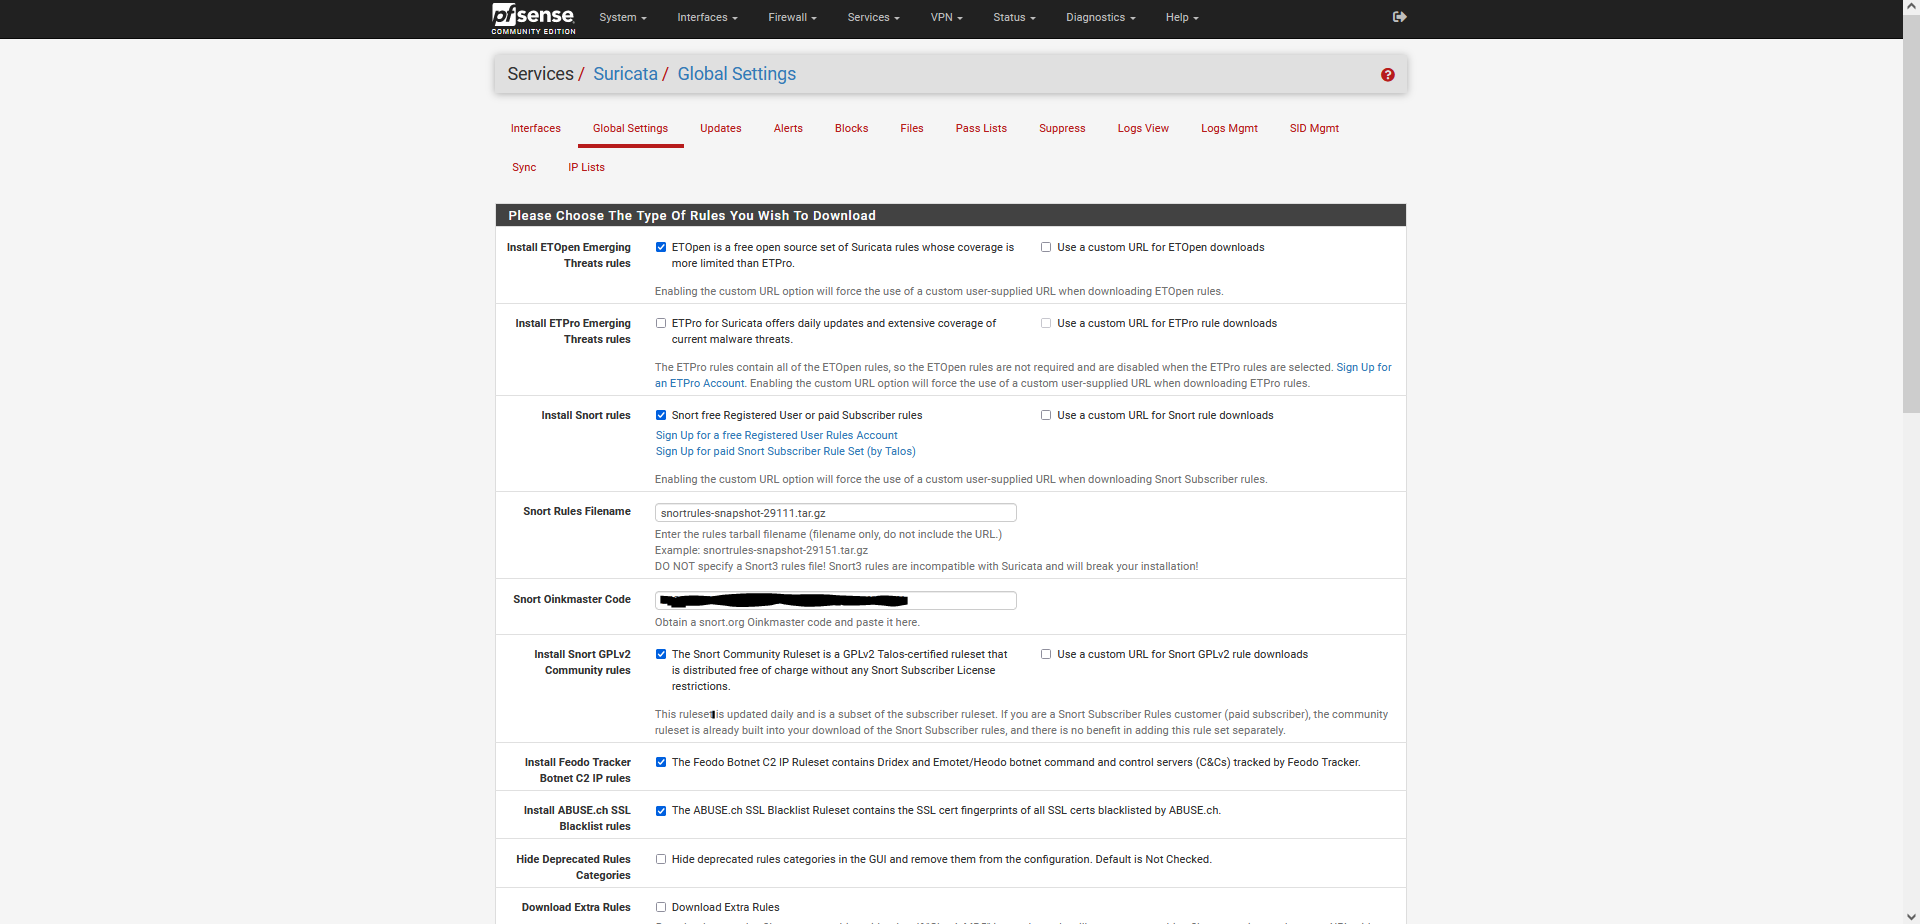 pfsense
COMMUNITY EDITION
System Interfaces Firewall Services VPN Status Diagnostics Help
Services / Suricata / Global Settings
Interfaces Global Settings Updates Alerts Blocks Files Pass Lists Suppress Logs View Logs Mgmt SID Mgmt
Sync IP Lists
Please Choose The Type Of Rules You Wish To Download
Install ETOpen Emerging Threats rules
ETOpen is a free open source set of Suricata rules whose coverage is
more limited than ETPro.
Use a custom URL for ETOpen downloads
Enabling the custom URL option will force the use of a custom user-supplied URL when downloading ETOpen rules.
Install ETPro Emerging
Threats rules
ETPro for Suricata offers daily updates and extensive coverage of
current malware threats.
Use a custom URL for ETPro rule downloads
The ETPro rules contain all of the ETOpen rules, so the ETOpen rules are not required and are disabled when the ETPro rules are selected. Sign Up for
an ETPro Account. Enabling the custom URL option will force the use of a custom user-supplied URL when downloading ETPro rules.
Install Snort rules
Snort free Registered User or paid Subscriber rules
Use a custom URL for Snort rule downloads
Sign Up for a free Registered User Rules Account
Sign Up for paid Snort Subscriber Rule Set (by Talos)
Enabling the custom URL option will force the use of a custom user-supplied URL when downloading Snort Subscriber rules.
Snort Rules Filename
snortrules-snapshot-29111.tar.gz
Enter the rules tarball filename (filename only, do not include the URL.)
Example: snortrules-snapshot-29151.tar.gz
DO NOT specify a Snort3 rules file! Snort3 rules are incompatible with Suricata and will break your installation!
Snort Oinkmaster Code
Obtain a snort.org Oinkmaster code and paste it here.
Install Snort GPLv2
Community rules
The Snort Community Ruleset is a GPLv2 Talos-certified ruleset that
is distributed free of charge without any Snort Subscriber License
restrictions.
Use a custom URL for Snort GPLv2 rule downloads
This ruleset is updated daily and is a subset of the subscriber ruleset. If you are a Snort Subscriber Rules customer (paid subscriber), the community
ruleset is already built into your download of the Snort Subscriber rules, and there is no benefit in adding this rule set separately.
Install Feodo Tracker
Botnet C2 IP rules
The Feodo Botnet C2 IP Ruleset contains Dridex and Emotet/Heodo botnet command and control servers (C&Cs) tracked by Feodo Tracker.
Install ABUSE.ch SSL
Blacklist rules
The ABUSE.ch SSL Blacklist Ruleset contains the SSL cert fingerprints of all SSL certs blacklisted by ABUSE.ch.
Hide Deprecated Rules
Categories
Hide deprecated rules categories in the GUI and remove them from the configuration. Default is Not Checked.
Download Extra Rules
Download Extra Rules